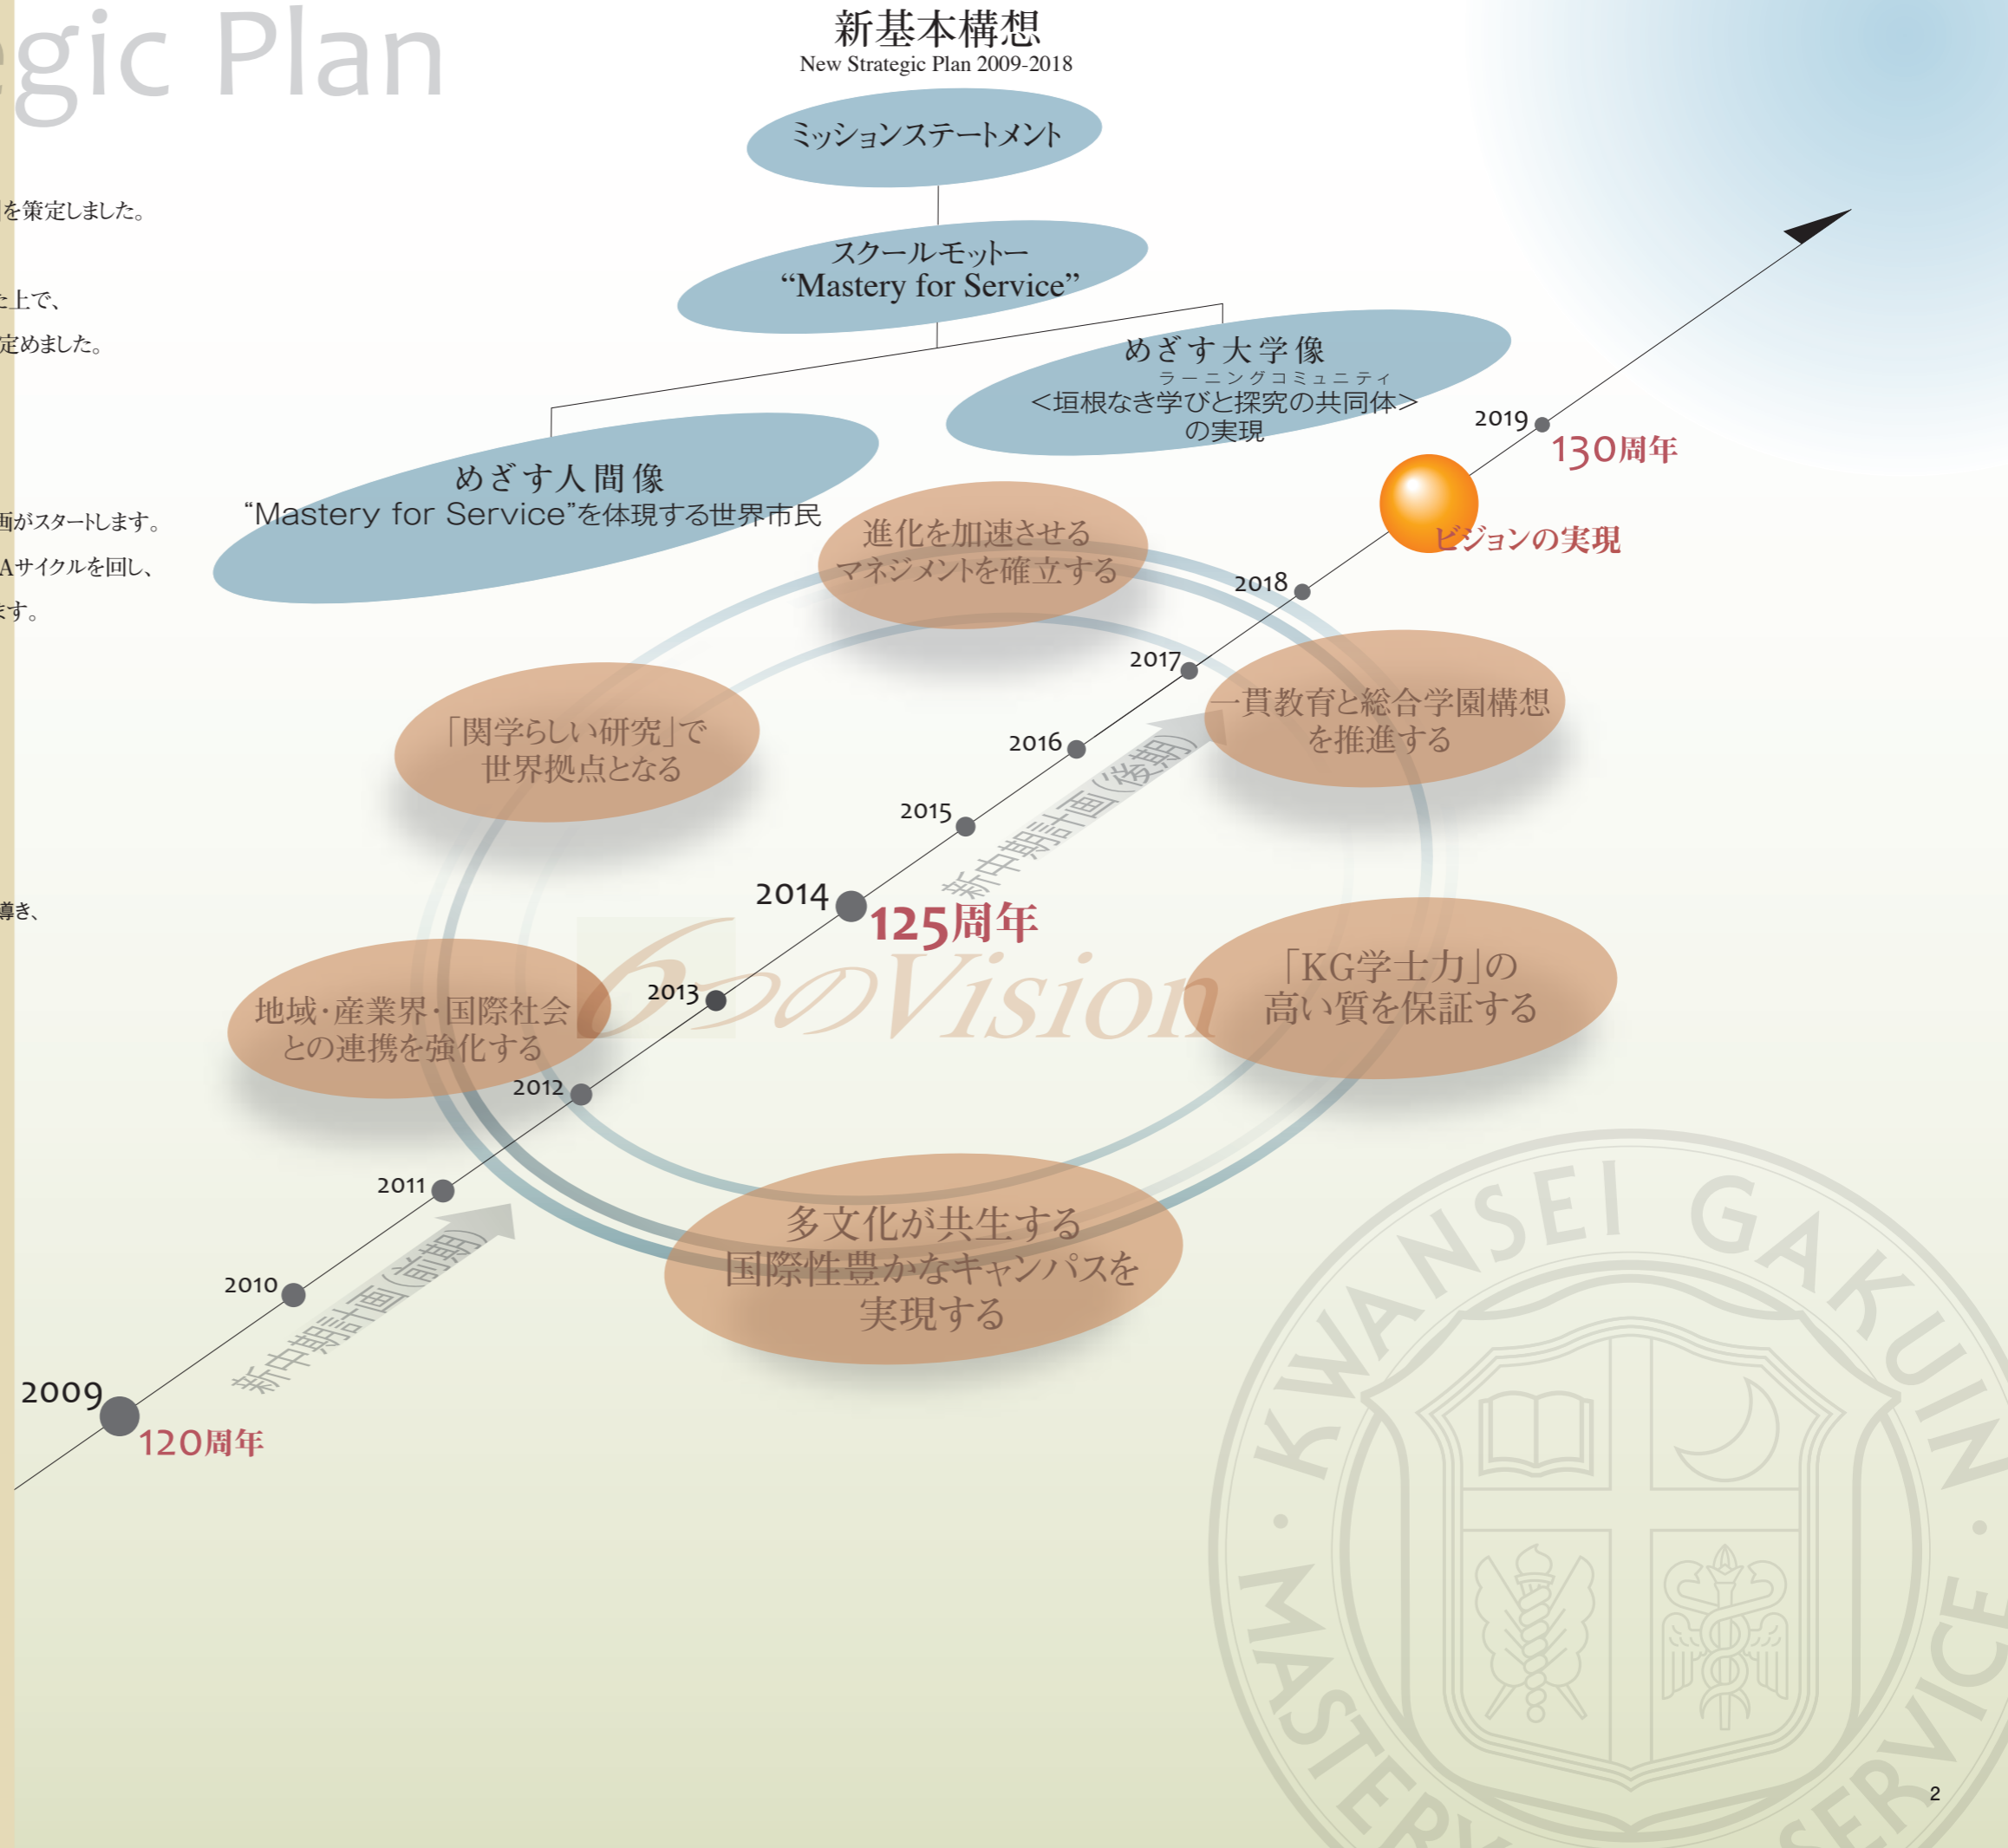 egic Plan
を策定しました。
上で、
定めました。
画がスタートします。
Aサイクルを回し、
ます。
導き、
新基本構想
New Strategic Plan 2009-2018
ミッションステートメント
スクールモットー
“Mastery for Service”
めざす大学像
ラーニングコミュニティ
<垣根なき学びと探究の共同体>
の実現
めざす人間像
“Mastery for Service”を体現する世界市民
進化を加速させる
マネジメントを確立する
「関学らしい研究」で
世界拠点となる
一貫教育と総合学園構想
を推進する
地域・産業界・国際社会
との連携を強化する
「KG学士力」の
高い質を保証する
多文化が共生する
国際性豊かなキャンパスを
実現する
6つのVision
2019
130周年
ビジョンの実現
2018
2017
2016
2015
新中期計画(後期)
2014
125周年
2013
2012
2011
2010
新中期計画(前期)
2009
120周年
KWANSEI GAKUIN
MASTERY SERVICE
2